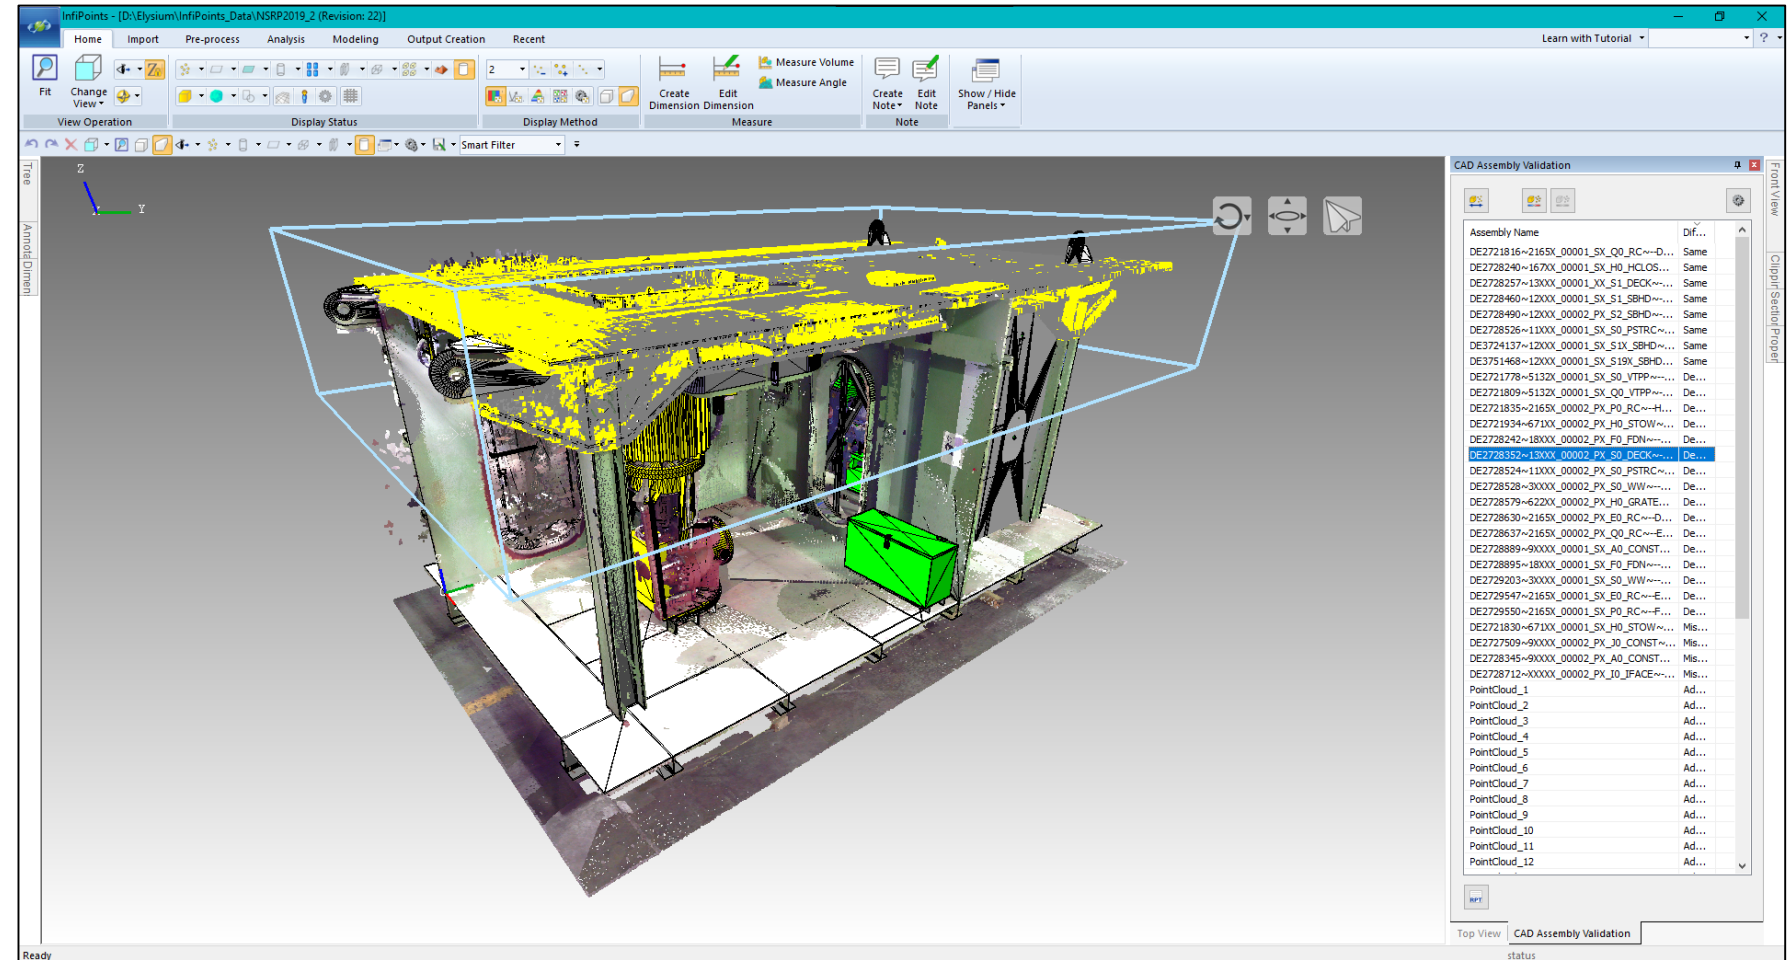 InfiPoints - [D:\Elysium\InfiPoints_Data\NSRP2019_2 (Revision: 22)]
Home Import Pre-process Analysis Modeling Output Creation Recent
Learn with Tutorial
?
Fit
Change View
View Operation
Display Status
2
Display Method
Create Dimension
Edit Dimension
Measure Volume
Measure Angle
Measure
Create Note
Edit Note
Note
Show / Hide Panels
Smart Filter
Tree
Annota
Dimen
Z
X
Y
CAD Assembly Validation
Assembly Name Dif...
DE2721816~2165X_00001_SX_Q0_RC~--D... Same
DE2728240~167XX_00001_SX_H0_HCLOS... Same
DE2728257~13XXX_00001_XX_S1_DECK~-... Same
DE2728460~12XXX_00001_SX_S1_SBHD~-... Same
DE2728490~12XXX_00002_PX_S2_SBHD~-... Same
DE2728526~11XXX_00001_SX_S0_PSTRC~... Same
DE3724137~12XXX_00001_SX_S1X_SBHD~... Same
DE3751468~12XXX_00001_SX_S19X_SBHD... Same
DE2721778~5132X_00001_SX_S0_VTPP~--... De...
DE2721809~5132X_00001_SX_Q0_VTPP~-... De...
DE2721835~2165X_00002_PX_P0_RC~--H... De...
DE2721934~671XX_00002_PX_H0_STOW~... De...
DE2728242~18XXX_00002_PX_F0_FDN~--... De...
DE2728352~13XXX_00002_PX_S0_DECK~-... De...
DE2728524~11XXX_00002_PX_S0_PSTRC~... De...
DE2728528~3XXXX_00002_PX_S0_WW~--... De...
DE2728579~622XX_00002_PX_H0_GRATE... De...
DE2728630~2165X_00002_PX_E0_RC~--D... De...
DE2728637~2165X_00002_PX_Q0_RC~--E... De...
DE2728889~9XXXX_00001_SX_A0_CONST... De...
DE2728895~18XXX_00001_SX_F0_FDN~--... De...
DE2729203~3XXXX_00001_SX_S0_WW~--... De...
DE2729547~2165X_00001_SX_E0_RC~--E... De...
DE2729550~2165X_00001_SX_P0_RC~--F... De...
DE2721830~671XX_00001_SX_H0_STOW~... Mis...
DE2727509~9XXXX_00002_PX_J0_CONST~... Mis...
DE2728345~9XXXX_00002_PX_A0_CONST... Mis...
DE2728712~XXXXX_00002_PX_I0_IFACE~-... Mis...
PointCloud_1 Ad...
PointCloud_2 Ad...
PointCloud_3 Ad...
PointCloud_4 Ad...
PointCloud_5 Ad...
PointCloud_6 Ad...
PointCloud_7 Ad...
PointCloud_8 Ad...
PointCloud_9 Ad...
PointCloud_10 Ad...
PointCloud_11 Ad...
PointCloud_12 Ad...
RPT
Top View CAD Assembly Validation
Front View
Clippin
Section
Proper
Ready
status